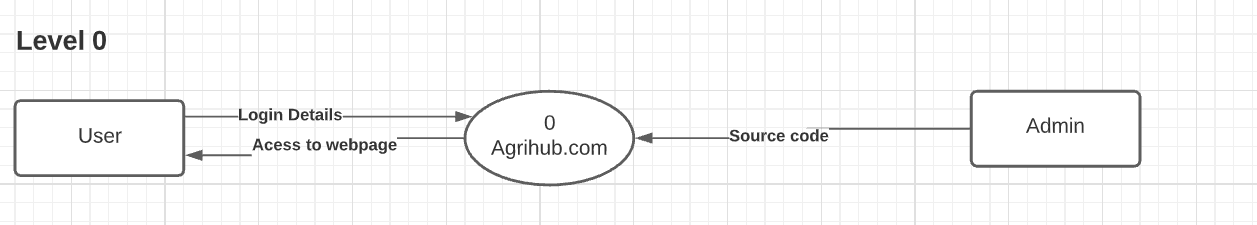 Level 0
User
Login Details
Acess to webpage
0
Agrihub.com
Source code
Admin